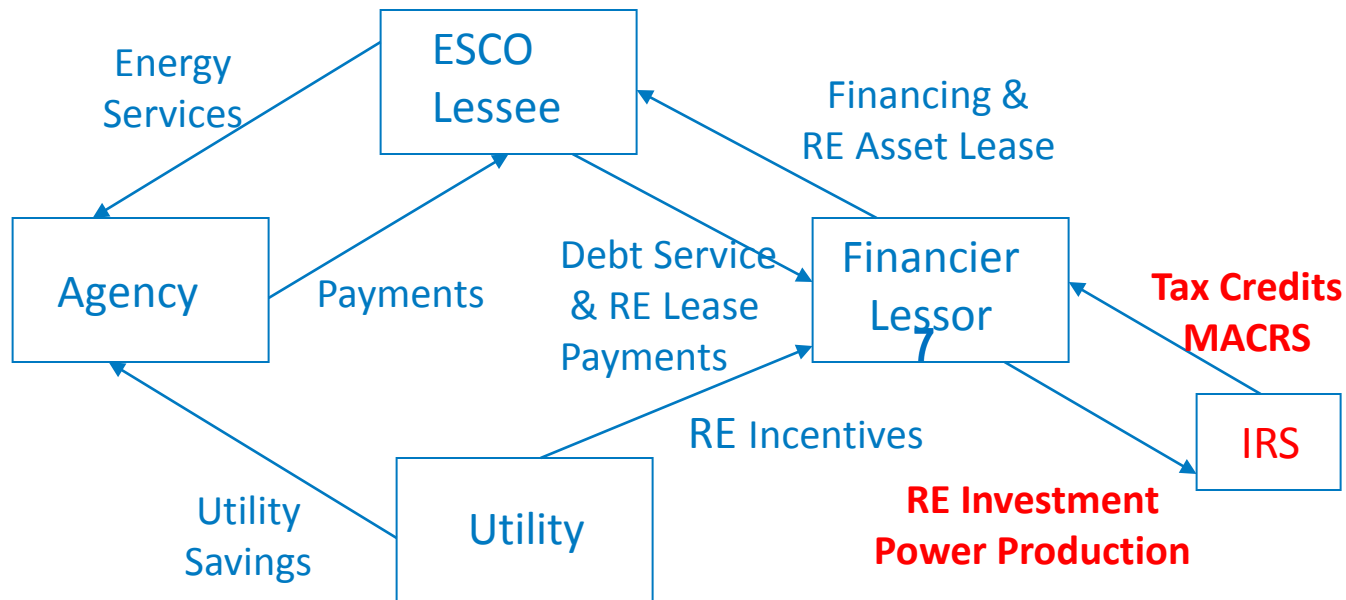 ESCO
Lessee
Energy
Services
Financing &
RE Asset Lease
Agency
Payments
Debt Service
& RE Lease
Payments
Financier
Lessor
7
Tax Credits
MACRS
RE Incentives
IRS
Utility
Savings
Utility
RE Investment
Power Production